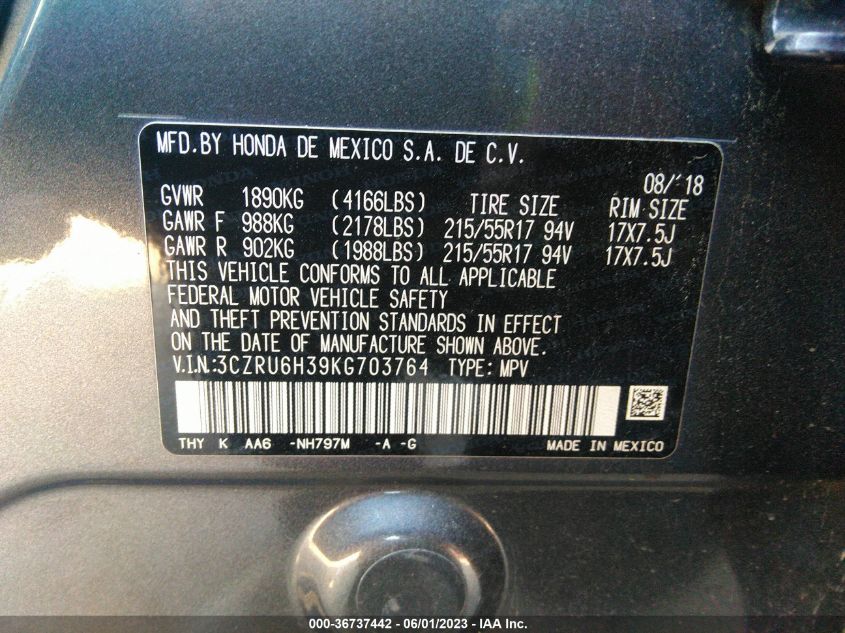 MFD.BY HONDA DE MEXICO S.A. DE C.V.
08/'18
GVWR 1890KG (4166LBS) TIRE SIZE RIM SIZE
GAWR F 988KG (2178LBS) 215/55R17 94V 17X7.5J
GAWR R 902KG (1988LBS) 215/55R17 94V 17X7.5J
THIS VEHICLE CONFORMS TO ALL APPLICABLE
FEDERAL MOTOR VEHICLE SAFETY
AND THEFT PREVENTION STANDARDS IN EFFECT
ON THE DATE OF MANUFACTURE SHOWN ABOVE.
V.I.N:3CZRU6H39KG703764 TYPE: MPV
THY K AA6 -NH797M -A -G MADE IN MEXICO
000-36737442 - 06/01/2023 - IAA Inc.